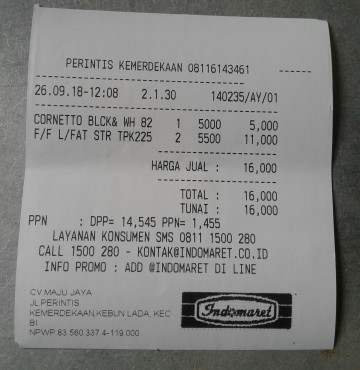 PERINTIS KEMERDEKAAN 08116143461
26.09.18-12:08 2.1.30 140235/AY/01
CORNETTO BLCK& WH 82 1 5000 5,000
F/F L/FAT STR TPK225 2 5500 11,000
HARGA JUAL : 16,000
TOTAL : 16,000
TUNAI : 16,000
PPN : DPP= 14,545 PPN= 1,455
LAYANAN KONSUMEN SMS 0811 1500 280
CALL 1500 280 - KONTAK@INDOMARET.CO.ID
INFO PROMO : ADD @INDOMARET DI LINE
CV MAJU JAYA
JL PERINTIS
KEMERDEKAAN,KEBUN LADA, KEC
BI
NPWP:83.560.337.4-119.000
Indomaret